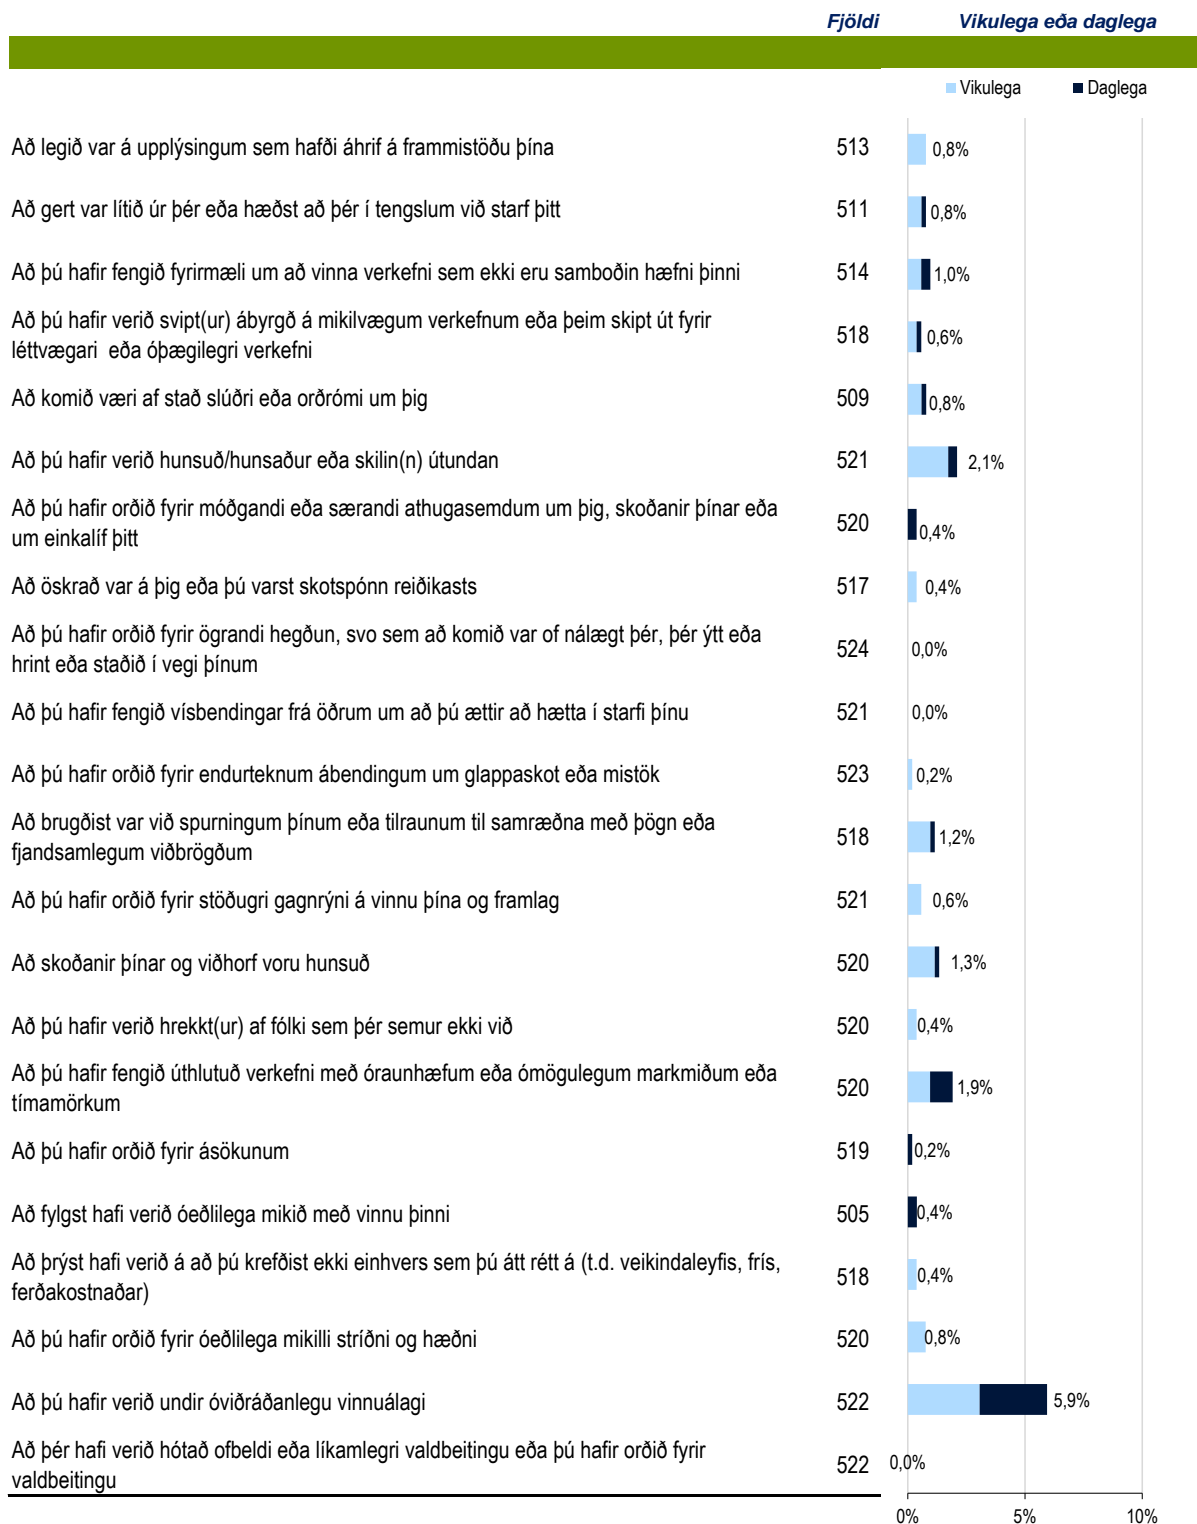 Fjöldi Vikulega eða daglega
Vikulega Daglega
Að legið var á upplýsingum sem hafði áhrif á frammistöðu þína 513 0,8%
Að gert var lítið úr þér eða hæðst að þér í tengslum við starf þitt 511 0,8%
Að þú hafir fengið fyrirmæli um að vinna verkefni sem ekki eru samboðin hæfni þinni 514 1,0%
Að þú hafir verið svipt(ur) ábyrgð á mikilvægum verkefnum eða þeim skipt út fyrir
léttvægari eða óþægilegri verkefni 518 0,6%
Að komið væri af stað slúðri eða orðrómi um þig 509 0,8%
Að þú hafir verið hunsuð/hunsaður eða skilin(n) útundan 521 2,1%
Að þú hafir orðið fyrir móðgandi eða særandi athugasemdum um þig, skoðanir þínar eða
um einkalíf þitt 520 0,4%
Að öskrað var á þig eða þú varst skotspónn reiðikasts 517 0,4%
Að þú hafir orðið fyrir ögrandi hegðun, svo sem að komið var of nálægt þér, þér ýtt eða
hrint eða staðið í vegi þínum 524 0,0%
Að þú hafir fengið vísbendingar frá öðrum um að þú ættir að hætta í starfi þínu 521 0,0%
Að þú hafir orðið fyrir endurteknum ábendingum um glappaskot eða mistök 523 0,2%
Að brugðist var við spurningum þínum eða tilraunum til samræðna með þögn eða
fjandsamlegum viðbrögðum 518 1,2%
Að þú hafir orðið fyrir stöðugri gagnrýni á vinnu þína og framlag 521 0,6%
Að skoðanir þínar og viðhorf voru hunsuð 520 1,3%
Að þú hafir verið hrekkt(ur) af fólki sem þér semur ekki við 520 0,4%
Að þú hafir fengið úthlutuð verkefni með óraunhæfum eða ómögulegum markmiðum eða
tímamörkum 520 1,9%
Að þú hafir orðið fyrir ásökunum 519 0,2%
Að fylgst hafi verið óeðlilega mikið með vinnu þinni 505 0,4%
Að þrýst hafi verið á að þú krefðist ekki einhvers sem þú átt rétt á (t.d. veikindaleyfis, frís,
ferðakostnaðar) 518 0,4%
Að þú hafir orðið fyrir óeðlilega mikilli stríðni og hæðni 520 0,8%
Að þú hafir verið undir óviðráðanlegu vinnuálagi 522 5,9%
Að þér hafi verið hótað ofbeldi eða líkamlegri valdbeitingu eða þú hafir orðið fyrir
valdbeitingu 522 0,0%
0% 5% 10%